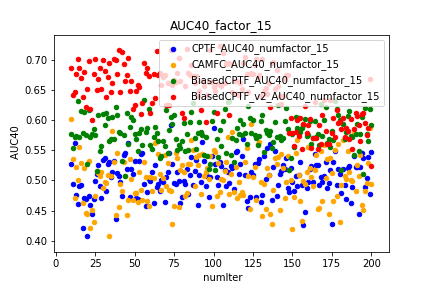 AUC40_factor_15
CPTF_AUC40_numfactor_15
CAMFC_AUC40_numfactor_15
BiasedCPTF_AUC40_numfactor_15
BiasedCPTF_v2_AUC40_numfactor_15
AUC40
0.70
0.65
0.60
0.55
0.50
0.45
0.40
0 25 50 75 100 125 150 175 200
numIter